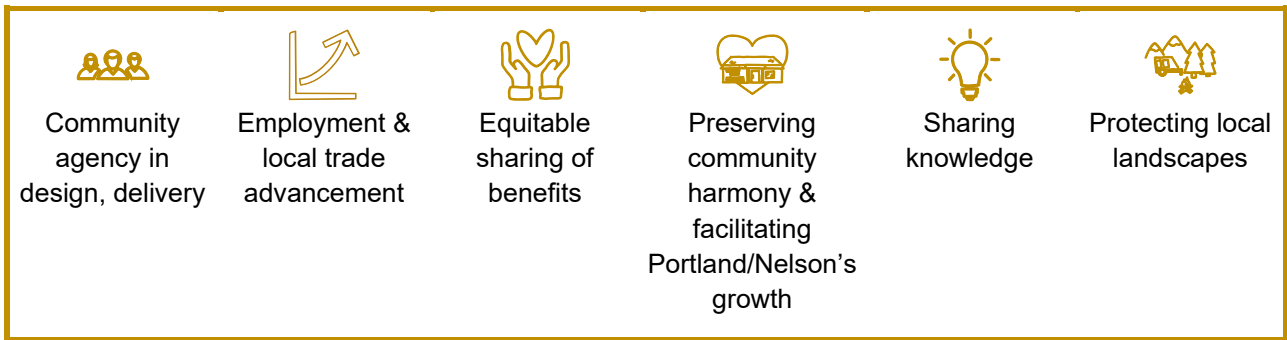 Community
agency in
design, delivery
Employment &
local trade
advancement
Equitable
sharing of
benefits
Preserving
community
harmony &
facilitating
Portland/Nelson’s
growth
Sharing
knowledge
Protecting local
landscapes